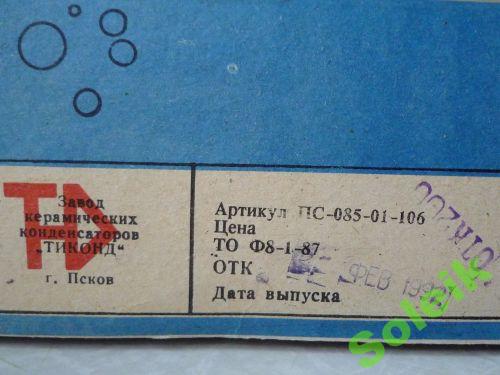 Завод
керамических
конденсаторов
„ТИКОНД"
г. Псков
Артикул ПС-085-01-106
Цена
ТО Ф8-1-87
ОТК
ФЕВ
Дата выпуска
Soleik